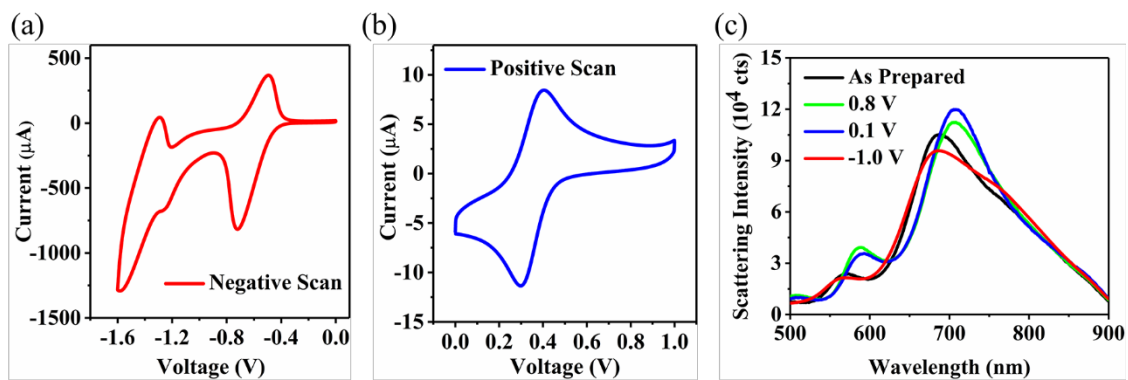 (a)
500
0
-500
-1000
-1500
Current (μA)
Negative Scan
-1.6
-1.2
-0.8
-0.4
0.0
Voltage (V)
(b)
10
5
0
-5
-10
-15
Current (μA)
Positive Scan
0.0
0.2
0.4
0.6
0.8
1.0
Voltage (V)
(c)
15
12
9
6
3
0
Scattering Intensity (10⁴ cts)
As Prepared
0.8 V
0.1 V
-1.0 V
500
600
700
800
900
Wavelength (nm)